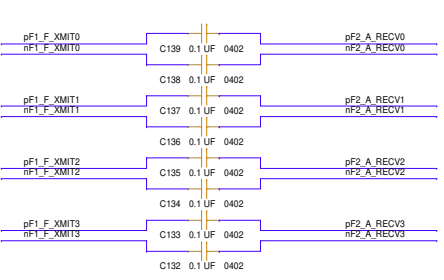 pF1_F_XMIT0 pF2_A_RECV0
nF1_F_XMIT0 nF2_A_RECV0
C139 0.1 UF 0402
C138 0.1 UF 0402
pF1_F_XMIT1 pF2_A_RECV1
nF1_F_XMIT1 nF2_A_RECV1
C137 0.1 UF 0402
C136 0.1 UF 0402
pF1_F_XMIT2 pF2_A_RECV2
nF1_F_XMIT2 nF2_A_RECV2
C135 0.1 UF 0402
C134 0.1 UF 0402
pF1_F_XMIT3 pF2_A_RECV3
nF1_F_XMIT3 nF2_A_RECV3
C133 0.1 UF 0402
C132 0.1 UF 0402